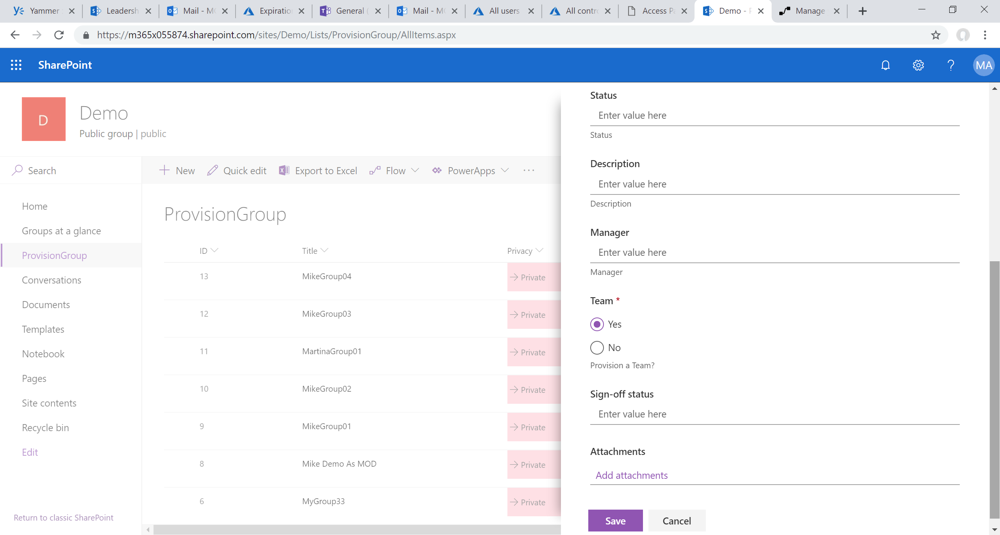 Yammer
Leadersh
Mail - MO
Expiratio
General (
Mail - MO
All users
All contro
Access Pa
Demo - P
Manage
https://m365x055874.sharepoint.com/sites/Demo/Lists/ProvisionGroup/AllItems.aspx
SharePoint
MA
D
Demo
Public group | public
Search
New
Quick edit
Export to Excel
Flow
PowerApps
Home
Groups at a glance
ProvisionGroup
Conversations
Documents
Templates
Notebook
Pages
Site contents
Recycle bin
Edit
Return to classic SharePoint
ProvisionGroup
ID Title Privacy
13 MikeGroup04 Private
12 MikeGroup03 Private
11 MartinaGroup01 Private
10 MikeGroup02 Private
9 MikeGroup01 Private
8 Mike Demo As MOD Private
6 MyGroup33 Private
Status
Enter value here
Status
Description
Enter value here
Description
Manager
Enter value here
Manager
Team *
Yes
No
Provision a Team?
Sign-off status
Enter value here
Attachments
Add attachments
Save
Cancel